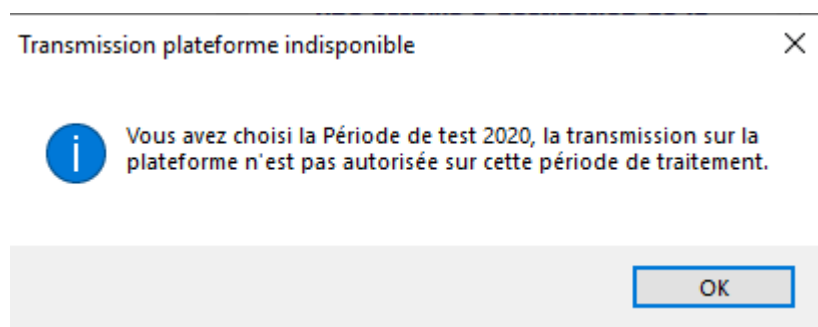 Transmission plateforme indisponible
Vous avez choisi la Période de test 2020, la transmission sur la
plateforme n'est pas autorisée sur cette période de traitement.
OK